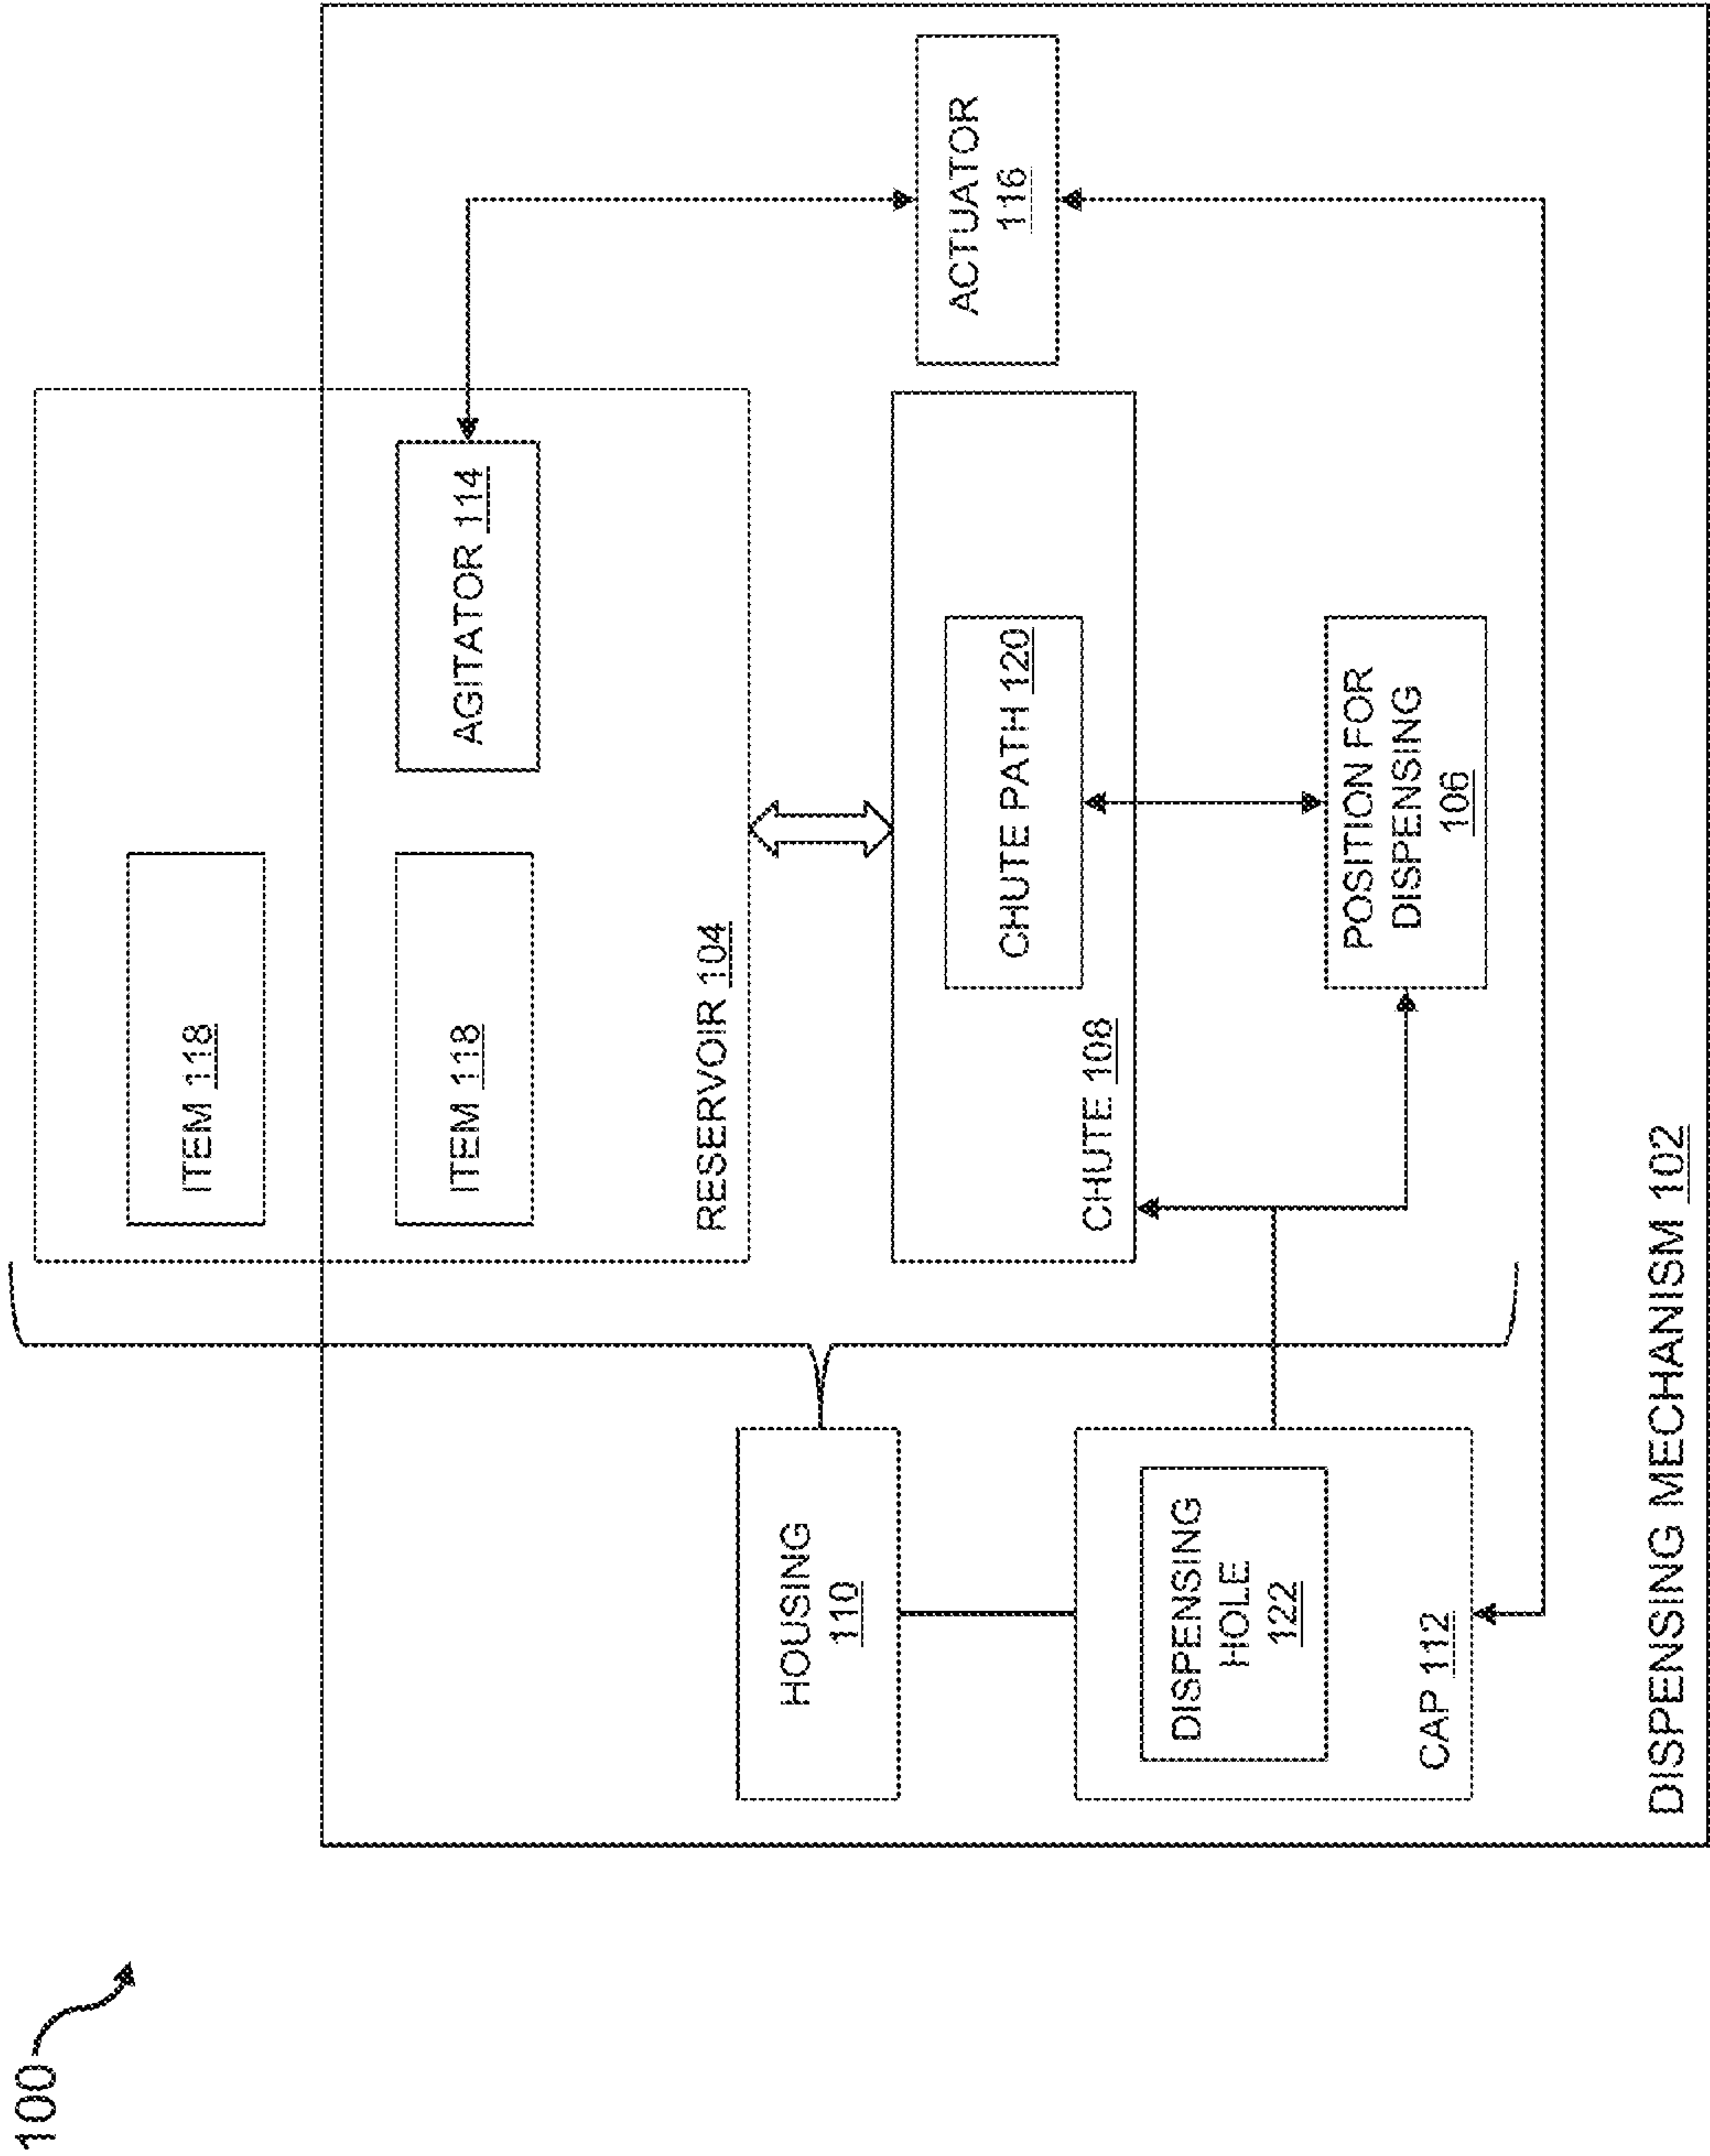 100
ITEM 118
ITEM 118
AGITATOR 114
RESERVOIR 104
HOUSING
110
ACTUATOR
116
CHUTE PATH 120
CHUTE 108
DISPENSING
HOLE
122
CAP 112
POSITION FOR
DISPENSING
106
DISPENSING MECHANISM 102